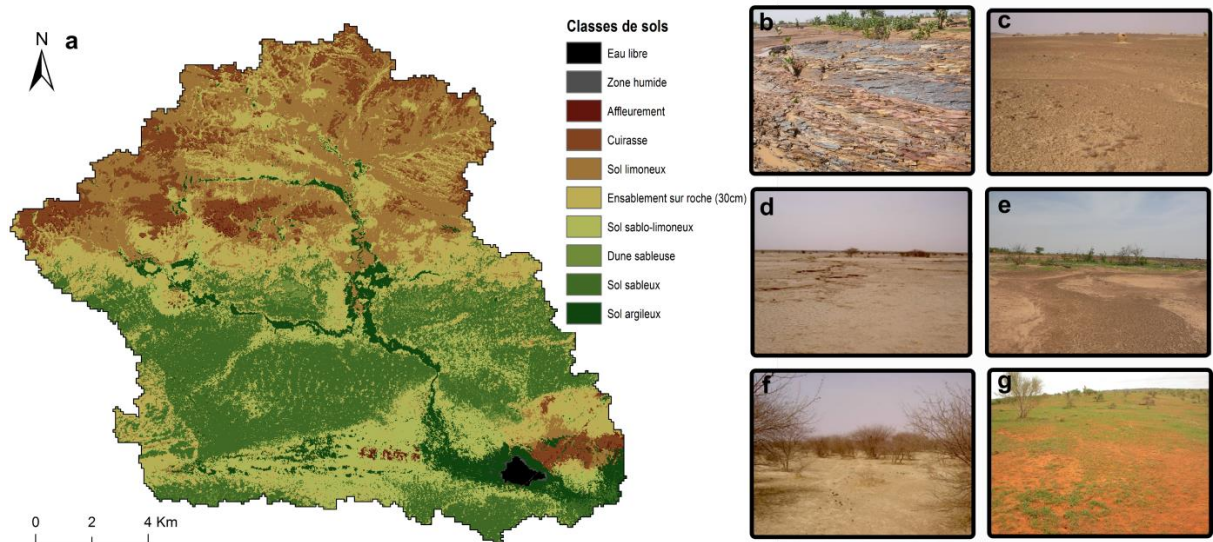 N
a
Classes de sols
Eau libre
Zone humide
Affleurement
Cuirasse
Sol limoneux
Ensablement sur roche (30cm)
Sol sablo-limoneux
Dune sableuse
Sol sableux
Sol argileux
0 2 4 Km
b
c
d
e
f
g